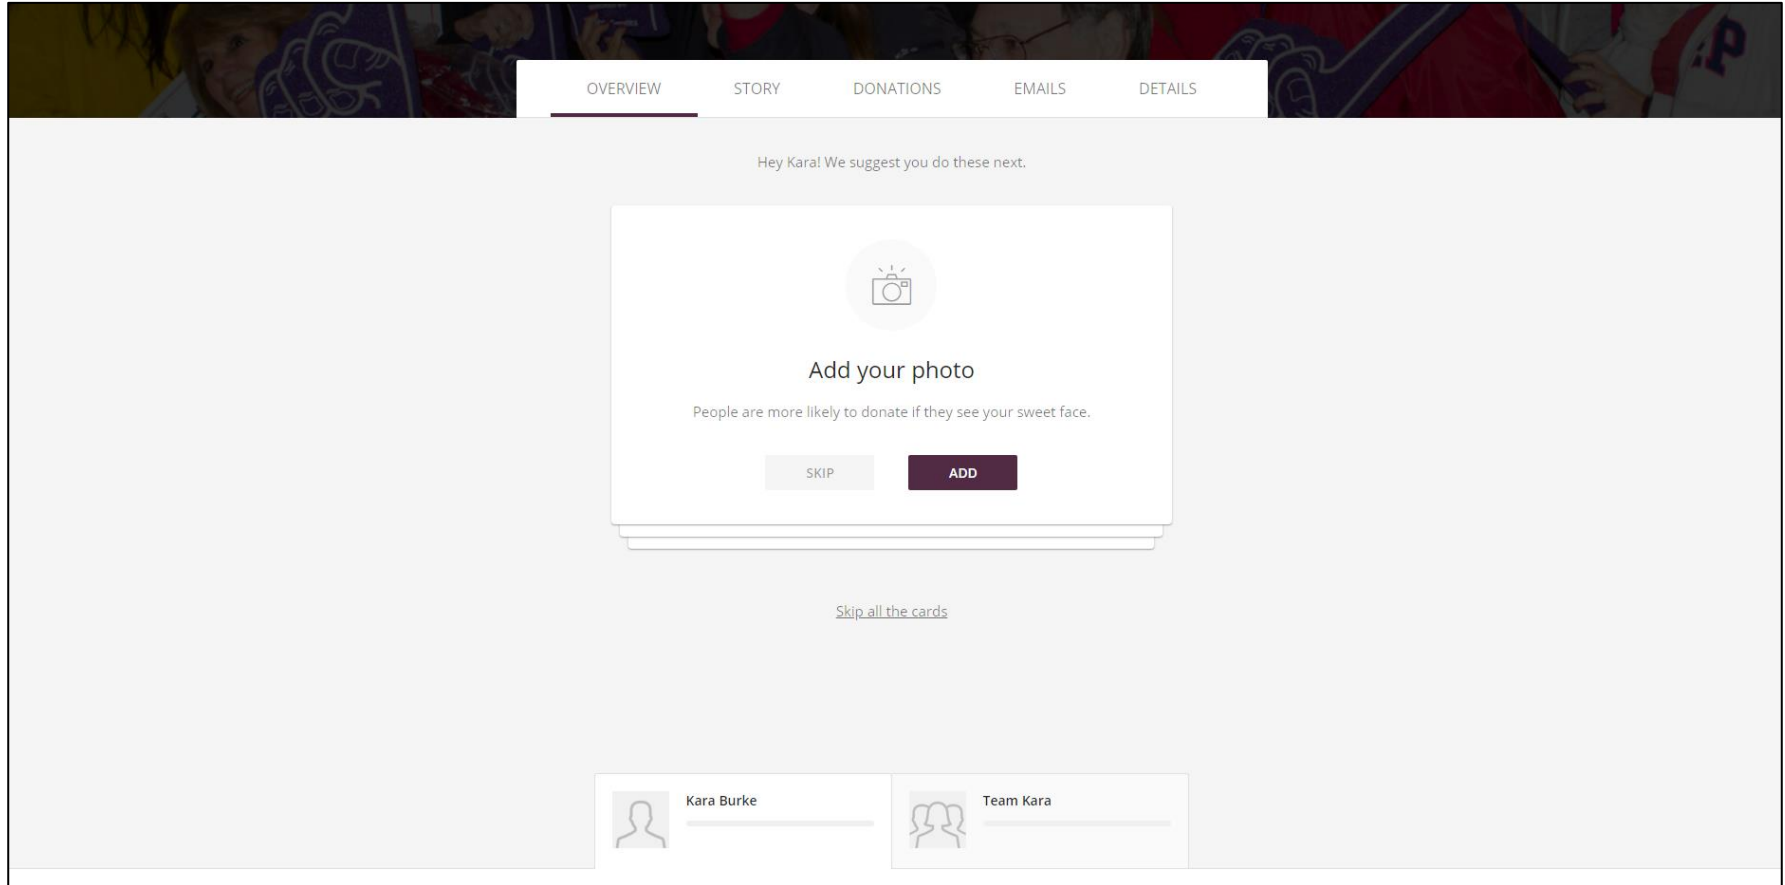 OVERVIEW STORY DONATIONS EMAILS DETAILS
Hey Kara! We suggest you do these next.
Add your photo
People are more likely to donate if they see your sweet face.
SKIP ADD
Skip all the cards
Kara Burke Team Kara